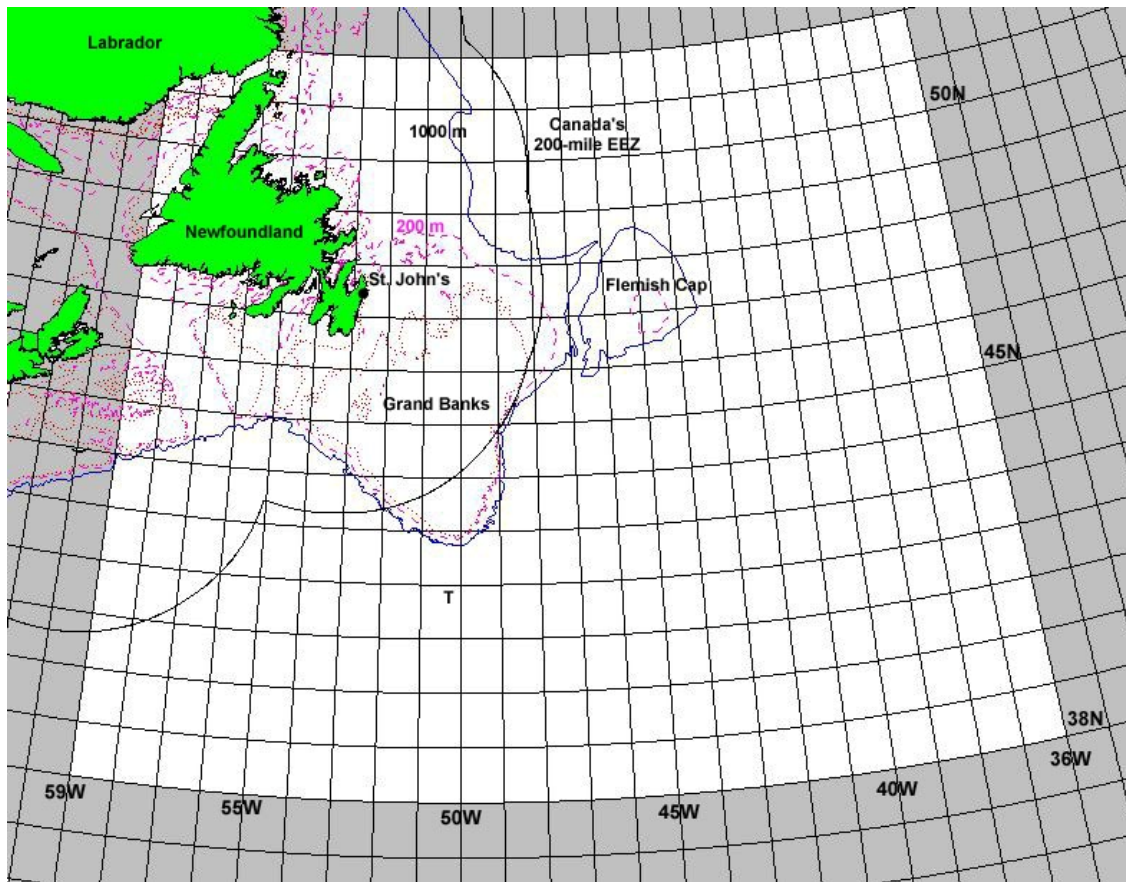 Labrador
50N
Canada's
200-mile EEZ
1000 m
200 m
Newfoundland
St. John's
Flemish Cap
45N
Grand Banks
T
38N
36W
59W
55W
50W
45W
40W